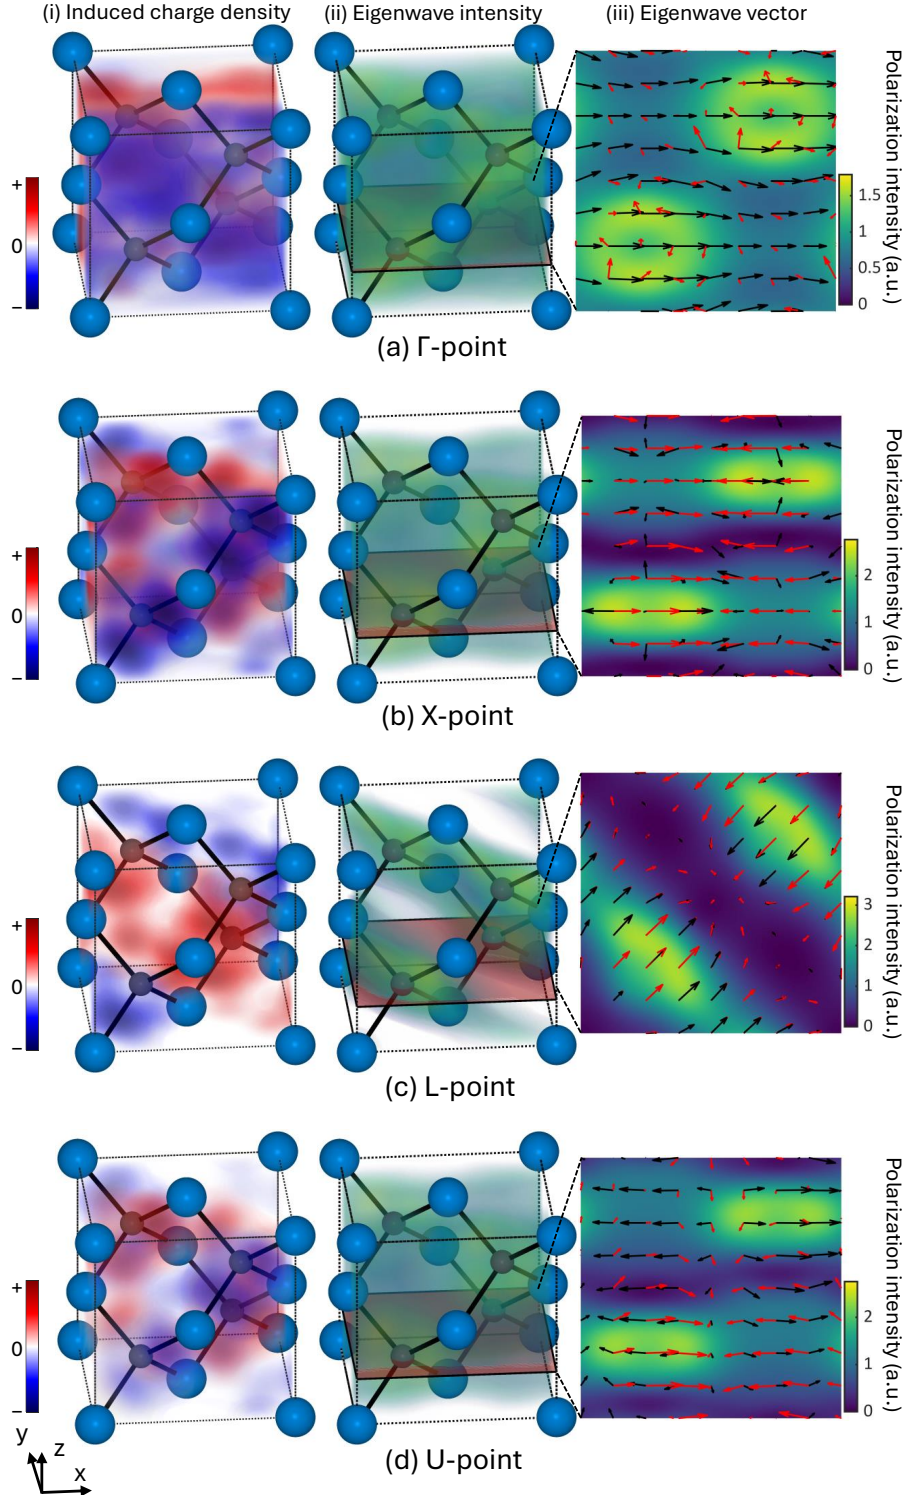 (i) Induced charge density (ii) Eigenwave intensity (iii) Eigenwave vector
+
0
−
1.5
1
0.5
0
Polarization intensity (a.u.)
(a) Γ-point
+
0
−
2
1
0
Polarization intensity (a.u.)
(b) X-point
+
0
−
3
2
1
0
Polarization intensity (a.u.)
(c) L-point
+
0
−
2
1
0
Polarization intensity (a.u.)
(d) U-point
y
z
x